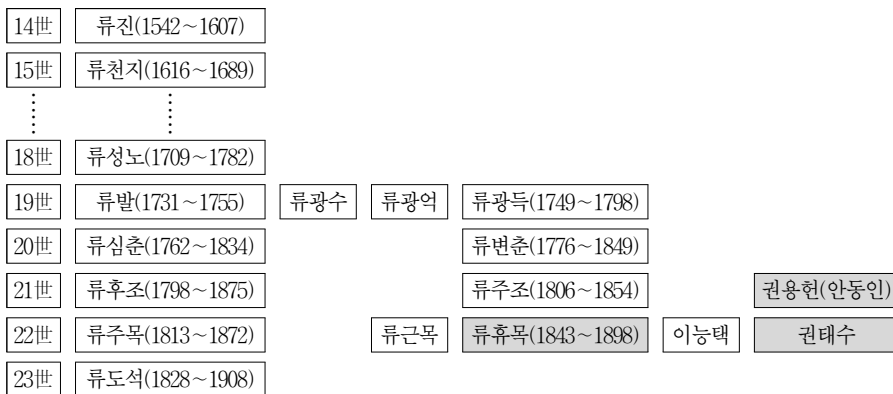 14世 류진(1542~1607)
15世 류천지(1616~1689)
18世 류성노(1709~1782)
19世 류발(1731~1755) 류광수 류광억 류광득(1749~1798)
20世 류심춘(1762~1834) 류변춘(1776~1849)
21世 류후조(1798~1875) 류주조(1806~1854) 권용헌(안동인)
22世 류주목(1813~1872) 류근목 류휴목(1843~1898) 이능택 권태수
23世 류도석(1828~1908)